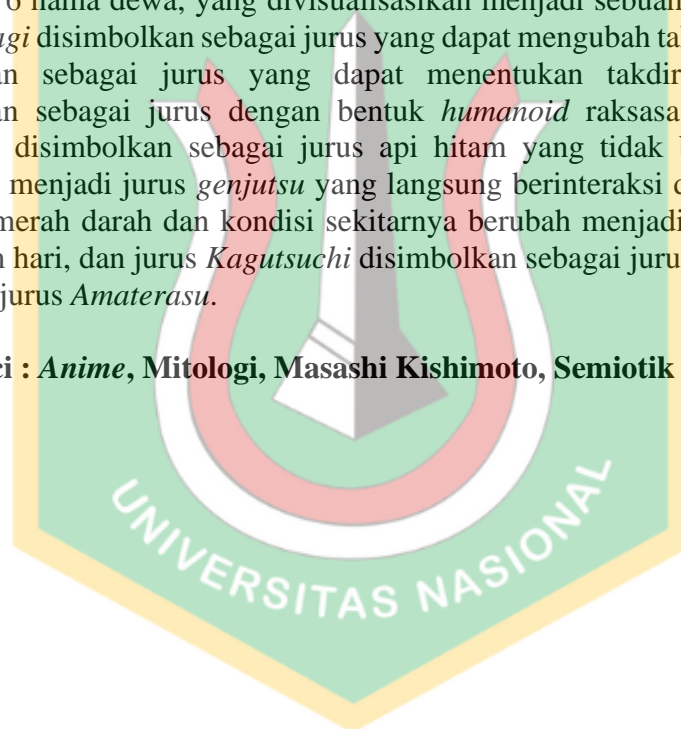 6 nama dewa, yang divisualisasikan menjadi sebuah
agi disimbolkan sebagai jurus yang dapat mengubah
an sebagai jurus yang dapat menentukan takdir
an sebagai jurus dengan bentuk humanoid raksasa
disimbolkan sebagai jurus api hitam yang tidak
menjadi jurus genjutsu yang langsung berinteraksi
merah darah dan kondisi sekitarnya berubah menjadi
hari, dan jurus Kagutsuchi disimbolkan sebagai
jurus Amaterasu.
ci : Anime, Mitologi, Masashi Kishimoto, Semiotik
UNIVERSITAS NASIONAL